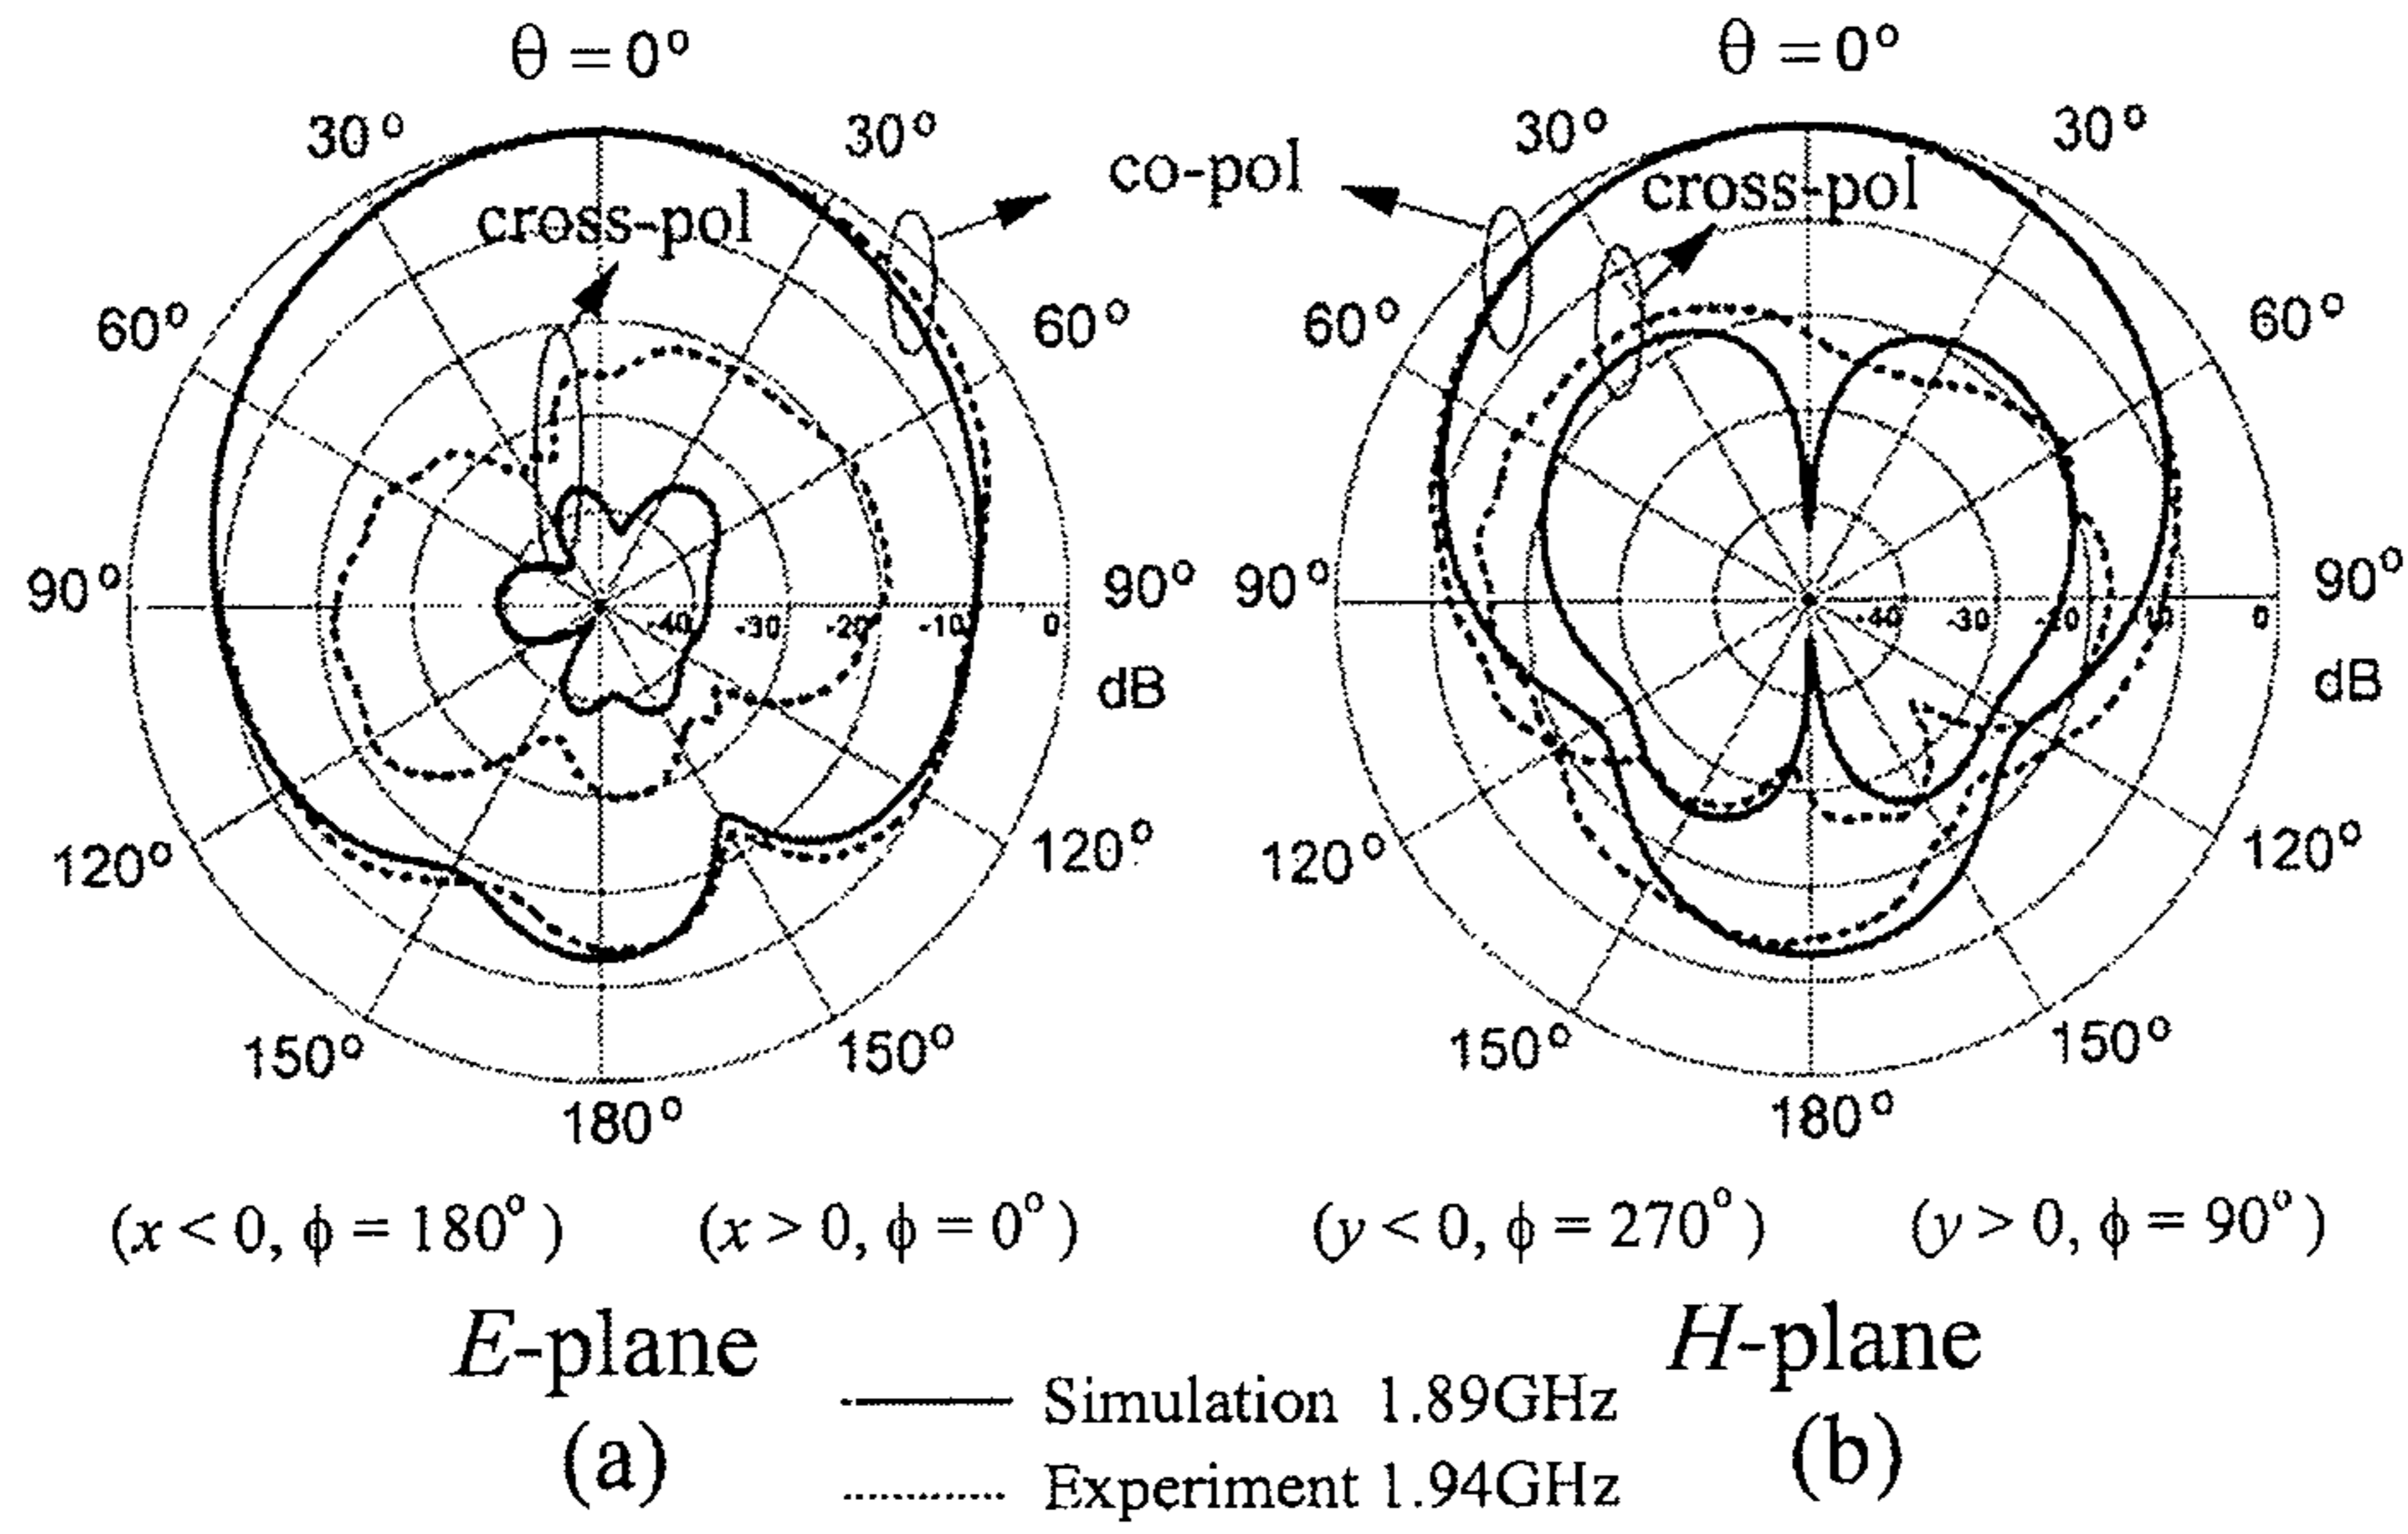 θ = 0°
30°
30°
60°
60°
90°
90°
120°
120°
150°
150°
180°
cross-pol
-40
-30
-20
-10
0
dB
co-pol
θ = 0°
30°
30°
60°
60°
90°
90°
120°
120°
150°
150°
180°
cross-pol
-40
-30
-20
-10
0
dB
(x < 0, ϕ = 180°) (x > 0, ϕ = 0°) (y < 0, ϕ = 270°) (y > 0, ϕ = 90°)
E-plane
H-plane
Simulation 1.89GHz
Experiment 1.94GHz
(a)
(b)